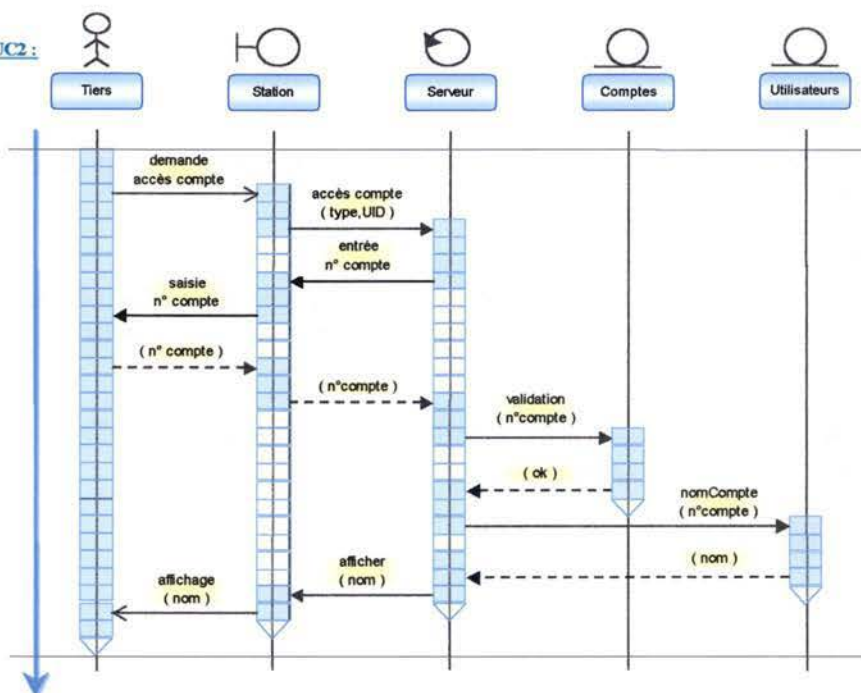 UC2 :
Tiers
Station
Serveur
Comptes
Utilisateurs
demande
accès compte
accès compte
( type,UID )
entrée
n° compte
saisie
n° compte
( n° compte )
( n°compte )
validation
( n°compte )
( ok )
nomCompte
( n°compte )
( nom )
afficher
( nom )
affichage
( nom )